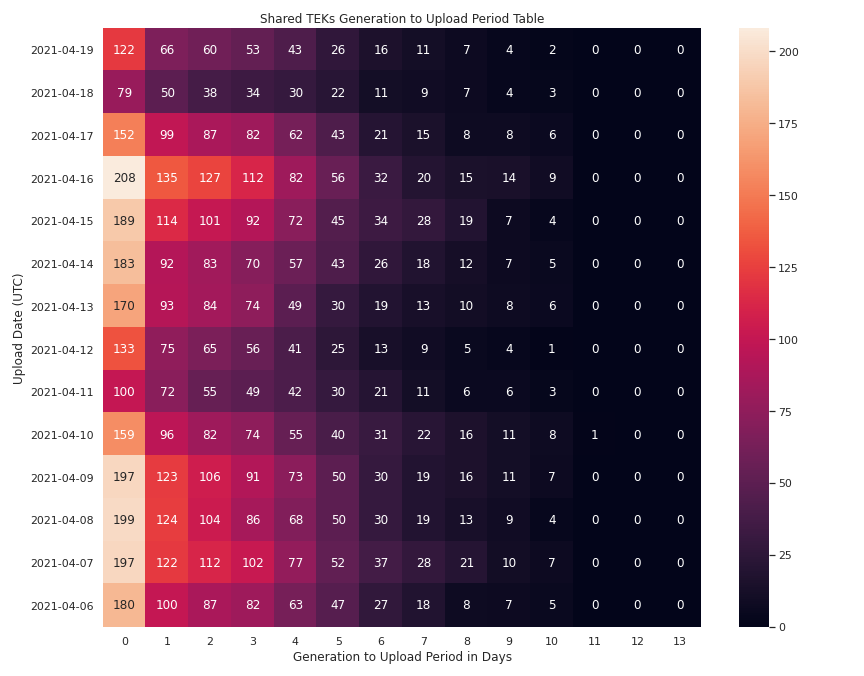 Shared TEKs Generation to Upload Period Table
Upload Date (UTC)
2021-04-19 122 66 60 53 43 26 16 11 7 4 2 0 0 0
2021-04-18 79 50 38 34 30 22 11 9 7 4 3 0 0 0
2021-04-17 152 99 87 82 62 43 21 15 8 8 6 0 0 0
2021-04-16 208 135 127 112 82 56 32 20 15 14 9 0 0 0
2021-04-15 189 114 101 92 72 45 34 28 19 7 4 0 0 0
2021-04-14 183 92 83 70 57 43 26 18 12 7 5 0 0 0
2021-04-13 170 93 84 74 49 30 19 13 10 8 6 0 0 0
2021-04-12 133 75 65 56 41 25 13 9 5 4 1 0 0 0
2021-04-11 100 72 55 49 42 30 21 11 6 6 3 0 0 0
2021-04-10 159 96 82 74 55 40 31 22 16 11 8 1 0 0
2021-04-09 197 123 106 91 73 50 30 19 16 11 7 0 0 0
2021-04-08 199 124 104 86 68 50 30 19 13 9 4 0 0 0
2021-04-07 197 122 112 102 77 52 37 28 21 10 7 0 0 0
2021-04-06 180 100 87 82 63 47 27 18 8 7 5 0 0 0
0 1 2 3 4 5 6 7 8 9 10 11 12 13
Generation to Upload Period in Days
200
175
150
125
100
75
50
25
0